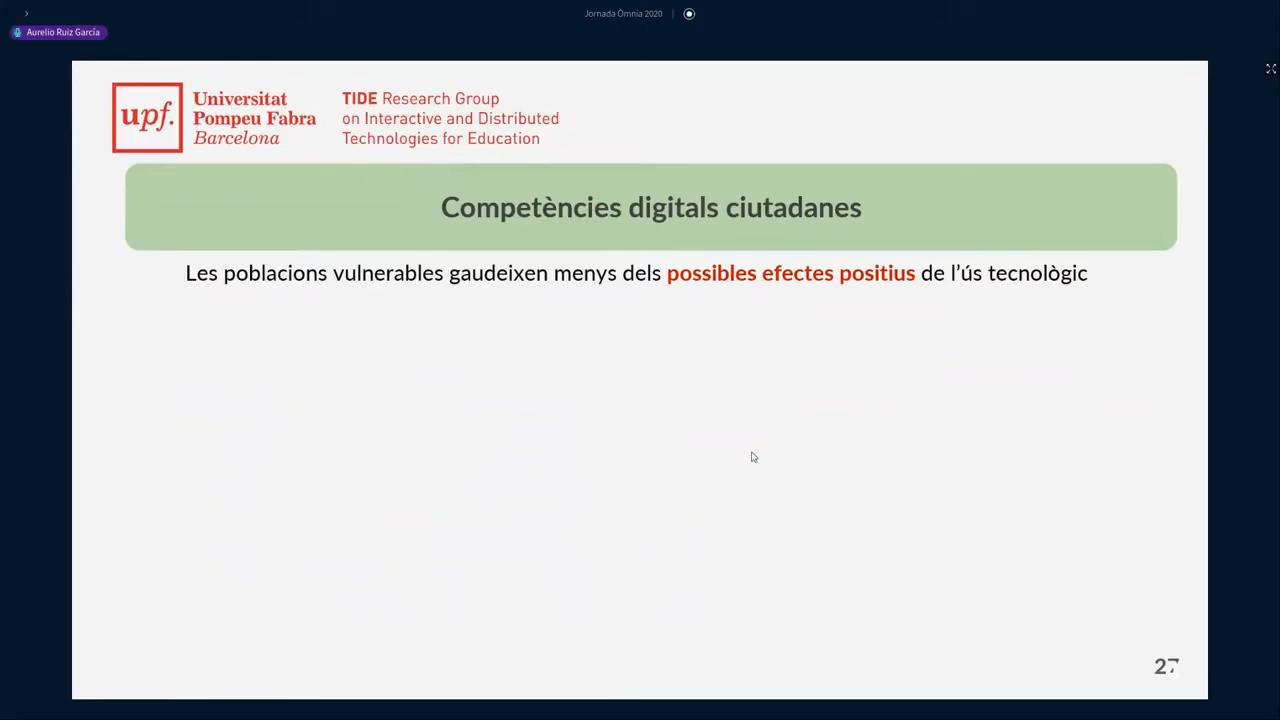 Jornada Òmnia 2020
Aurelio Ruiz García
upf.
Universitat
Pompeu Fabra
Barcelona
TIDE Research Group
on Interactive and Distributed
Technologies for Education
Competències digitals ciutadanes
Les poblacions vulnerables gaudeixen menys dels possibles efectes positius de l’ús tecnològic
27